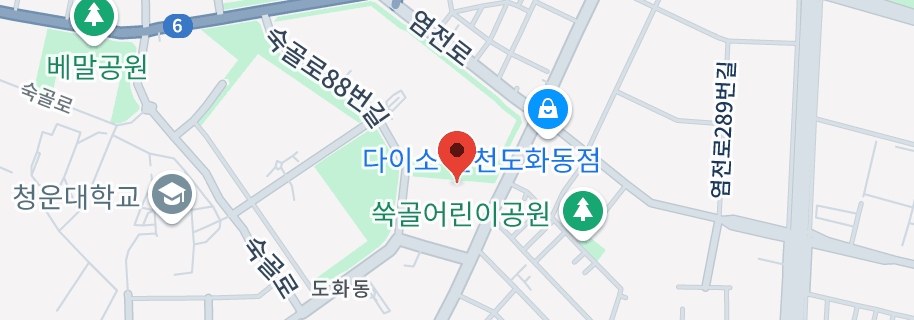 6
염전로
베말공원
숙골로88번길
숙골로
염전로289번길
다이소 인천도화동점
청운대학교
쑥골어린이공원
숙골로
도화동